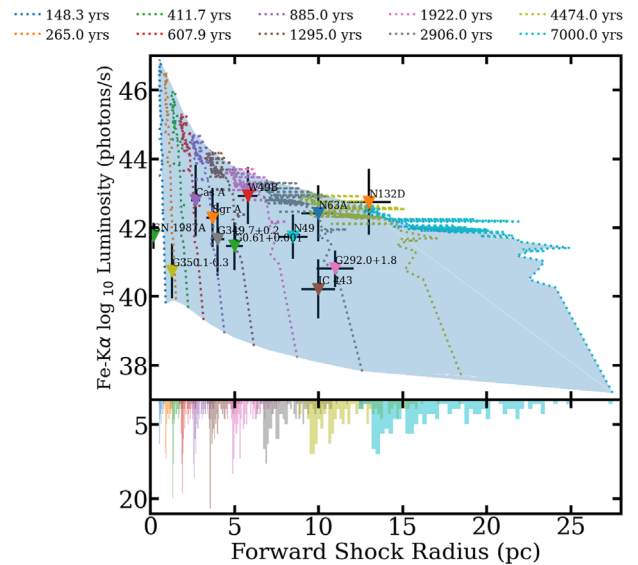 148.3 yrs 411.7 yrs 885.0 yrs 1922.0 yrs 4474.0 yrs
265.0 yrs 607.9 yrs 1295.0 yrs 2906.0 yrs 7000.0 yrs
Fe-Kα log 10 Luminosity (photons/s)
46
44
42
40
38
Cas A
W49B
N132D
Sgr A
N63A
SN 1987A
G349.7+0.2
N49
G0.61+0.001
G350.1-0.3
G292.0+1.8
IC 443
5
20
0 5 10 15 20 25
Forward Shock Radius (pc)